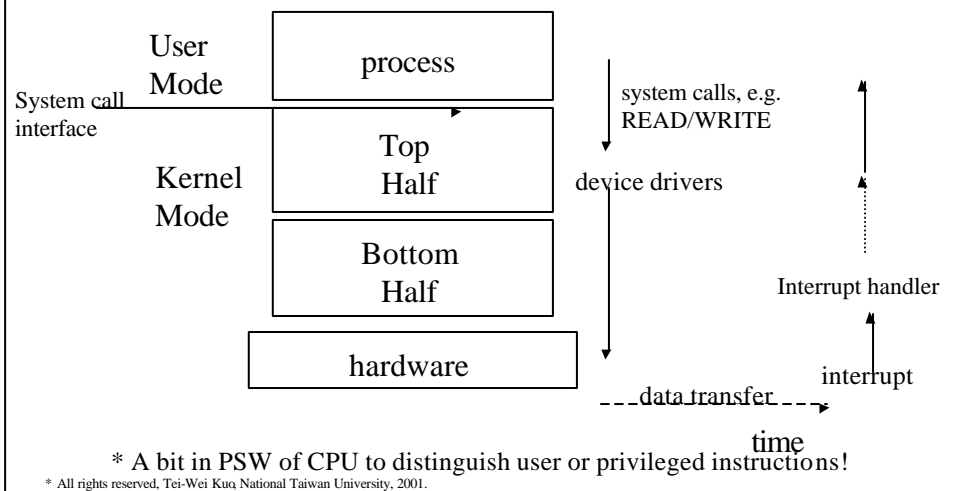 User
Mode
process
System call
interface
system calls, e.g.
READ/WRITE
Top
Half
Kernel
Mode
device drivers
Bottom
Half
Interrupt handler
hardware
interrupt
data transfer
time
* A bit in PSW of CPU to distinguish user or privileged instructions!
* All rights reserved, Tei-Wei Kuo, National Taiwan University, 2001.